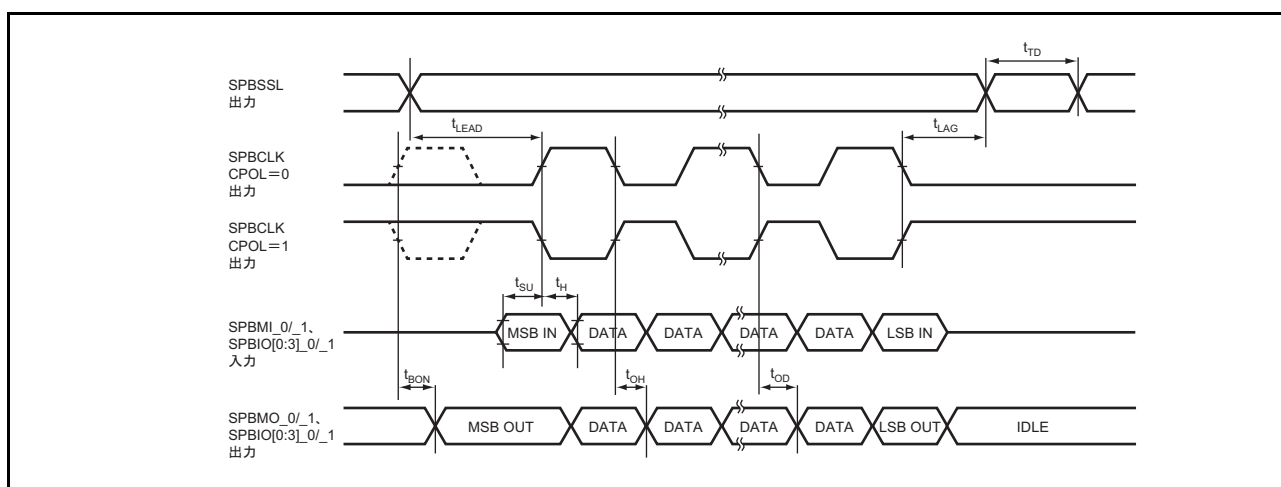 tTD
SPBSSL
出力
tLEAD
tLAG
SPBCLK
CPOL=0
出力
SPBCLK
CPOL=1
出力
tSU
tH
SPBMI_0/_1、
SPBIO[0:3]_0/_1
入力
MSB IN
DATA
DATA
DATA
DATA
LSB IN
tBON
tOH
tOD
SPBMO_0/_1、
SPBIO[0:3]_0/_1
出力
MSB OUT
DATA
DATA
DATA
DATA
LSB OUT
IDLE